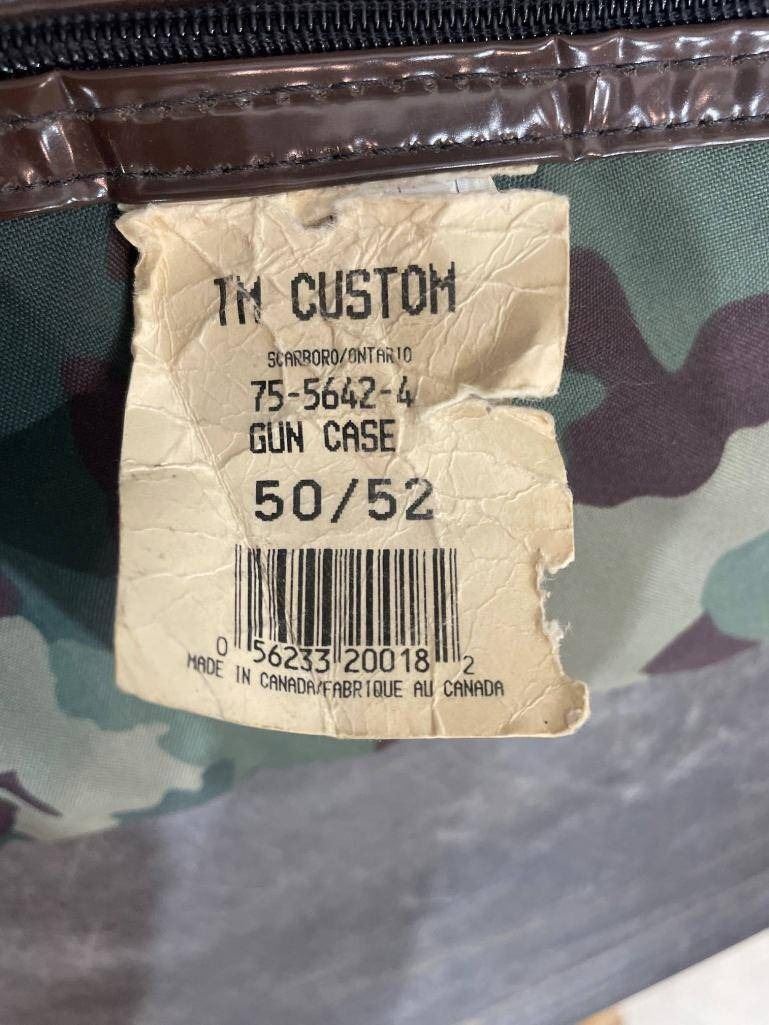 TM CUSTOM
SCARBORO/ONTARIO
75-5642-4
GUN CASE
50/52
0 56233 20018 2
MADE IN CANADA/FABRIQUE AU CANADA